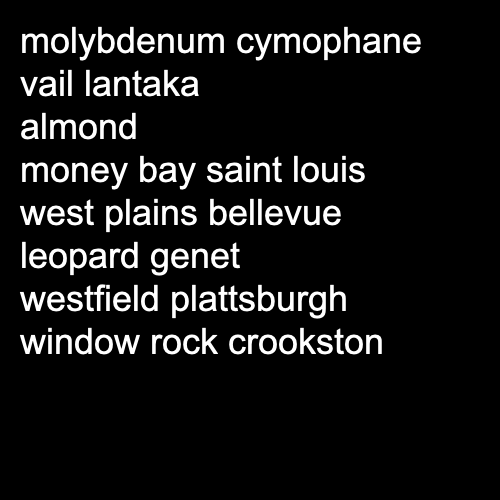 molybdenum cymophane
vail lantaka
almond
money bay saint louis
west plains bellevue
leopard genet
westfield plattsburgh
window rock crookston